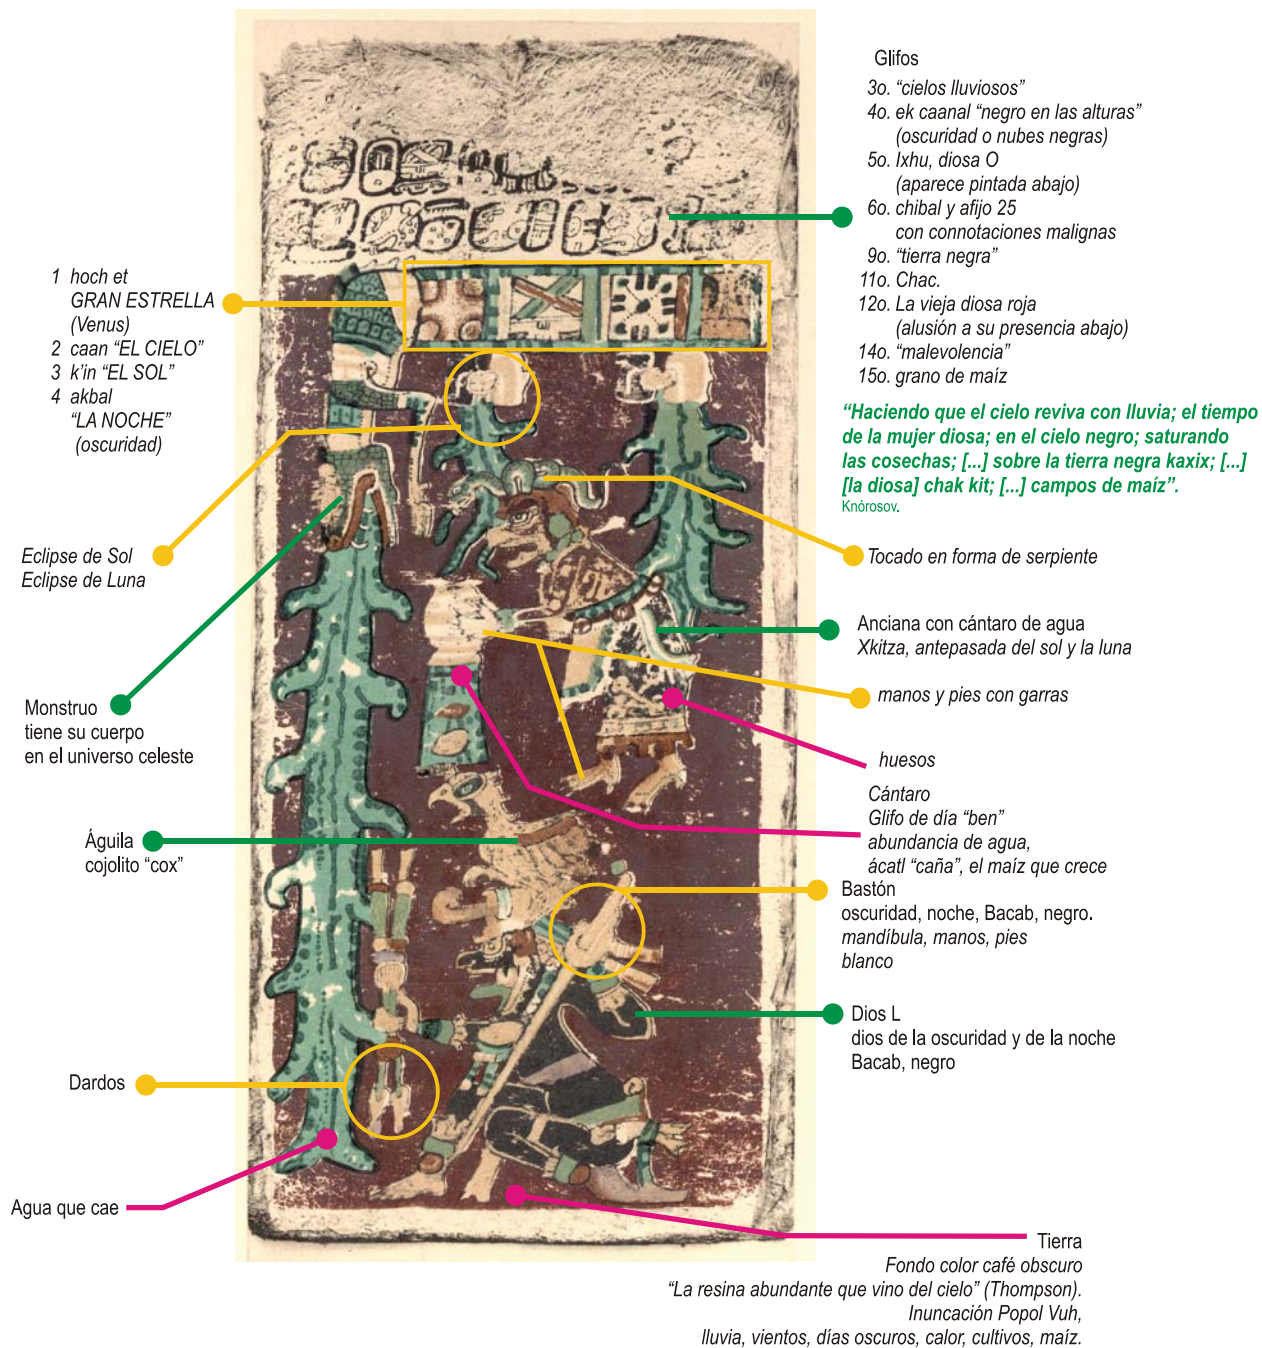 Glifos
3o. “cielos lluviosos”
4o. ek caanal “negro en las alturas”
(oscuridad o nubes negras)
5o. Ixhu, diosa O
(aparece pintada abajo)
6o. chibal y afijo 25
con connotaciones malignas
9o. “tierra negra”
11o. Chac.
12o. La vieja diosa roja
(alusión a su presencia abajo)
14o. “malevolencia”
15o. grano de maíz
“Haciendo que el cielo reviva con lluvia; el tiempo
de la mujer diosa; en el cielo negro; saturando
las cosechas; [...] sobre la tierra negra kaxix; [...]
[la diosa] chak kit; [...] campos de maíz”.
Knórosov.
1 hoch et
GRAN ESTRELLA
(Venus)
2 caan “EL CIELO”
3 k’in “EL SOL”
4 akbal
“LA NOCHE”
(oscuridad)
Eclipse de Sol
Eclipse de Luna
Tocado en forma de serpiente
Anciana con cántaro de agua
Xkitza, antepasada del sol y la luna
manos y pies con garras
Monstruo
tiene su cuerpo
en el universo celeste
huesos
Cántaro
Glifo de día “ben”
abundancia de agua,
ácatl “caña”, el maíz que crece
Águila
cojolito “cox”
Bastón
oscuridad, noche, Bacab, negro.
mandíbula, manos, pies
blanco
Dios L
dios de la oscuridad y de la noche
Bacab, negro
Dardos
Agua que cae
Tierra
Fondo color café obscuro
“La resina abundante que vino del cielo” (Thompson).
Inuncación Popol Vuh,
lluvia, vientos, días oscuros, calor, cultivos, maíz.